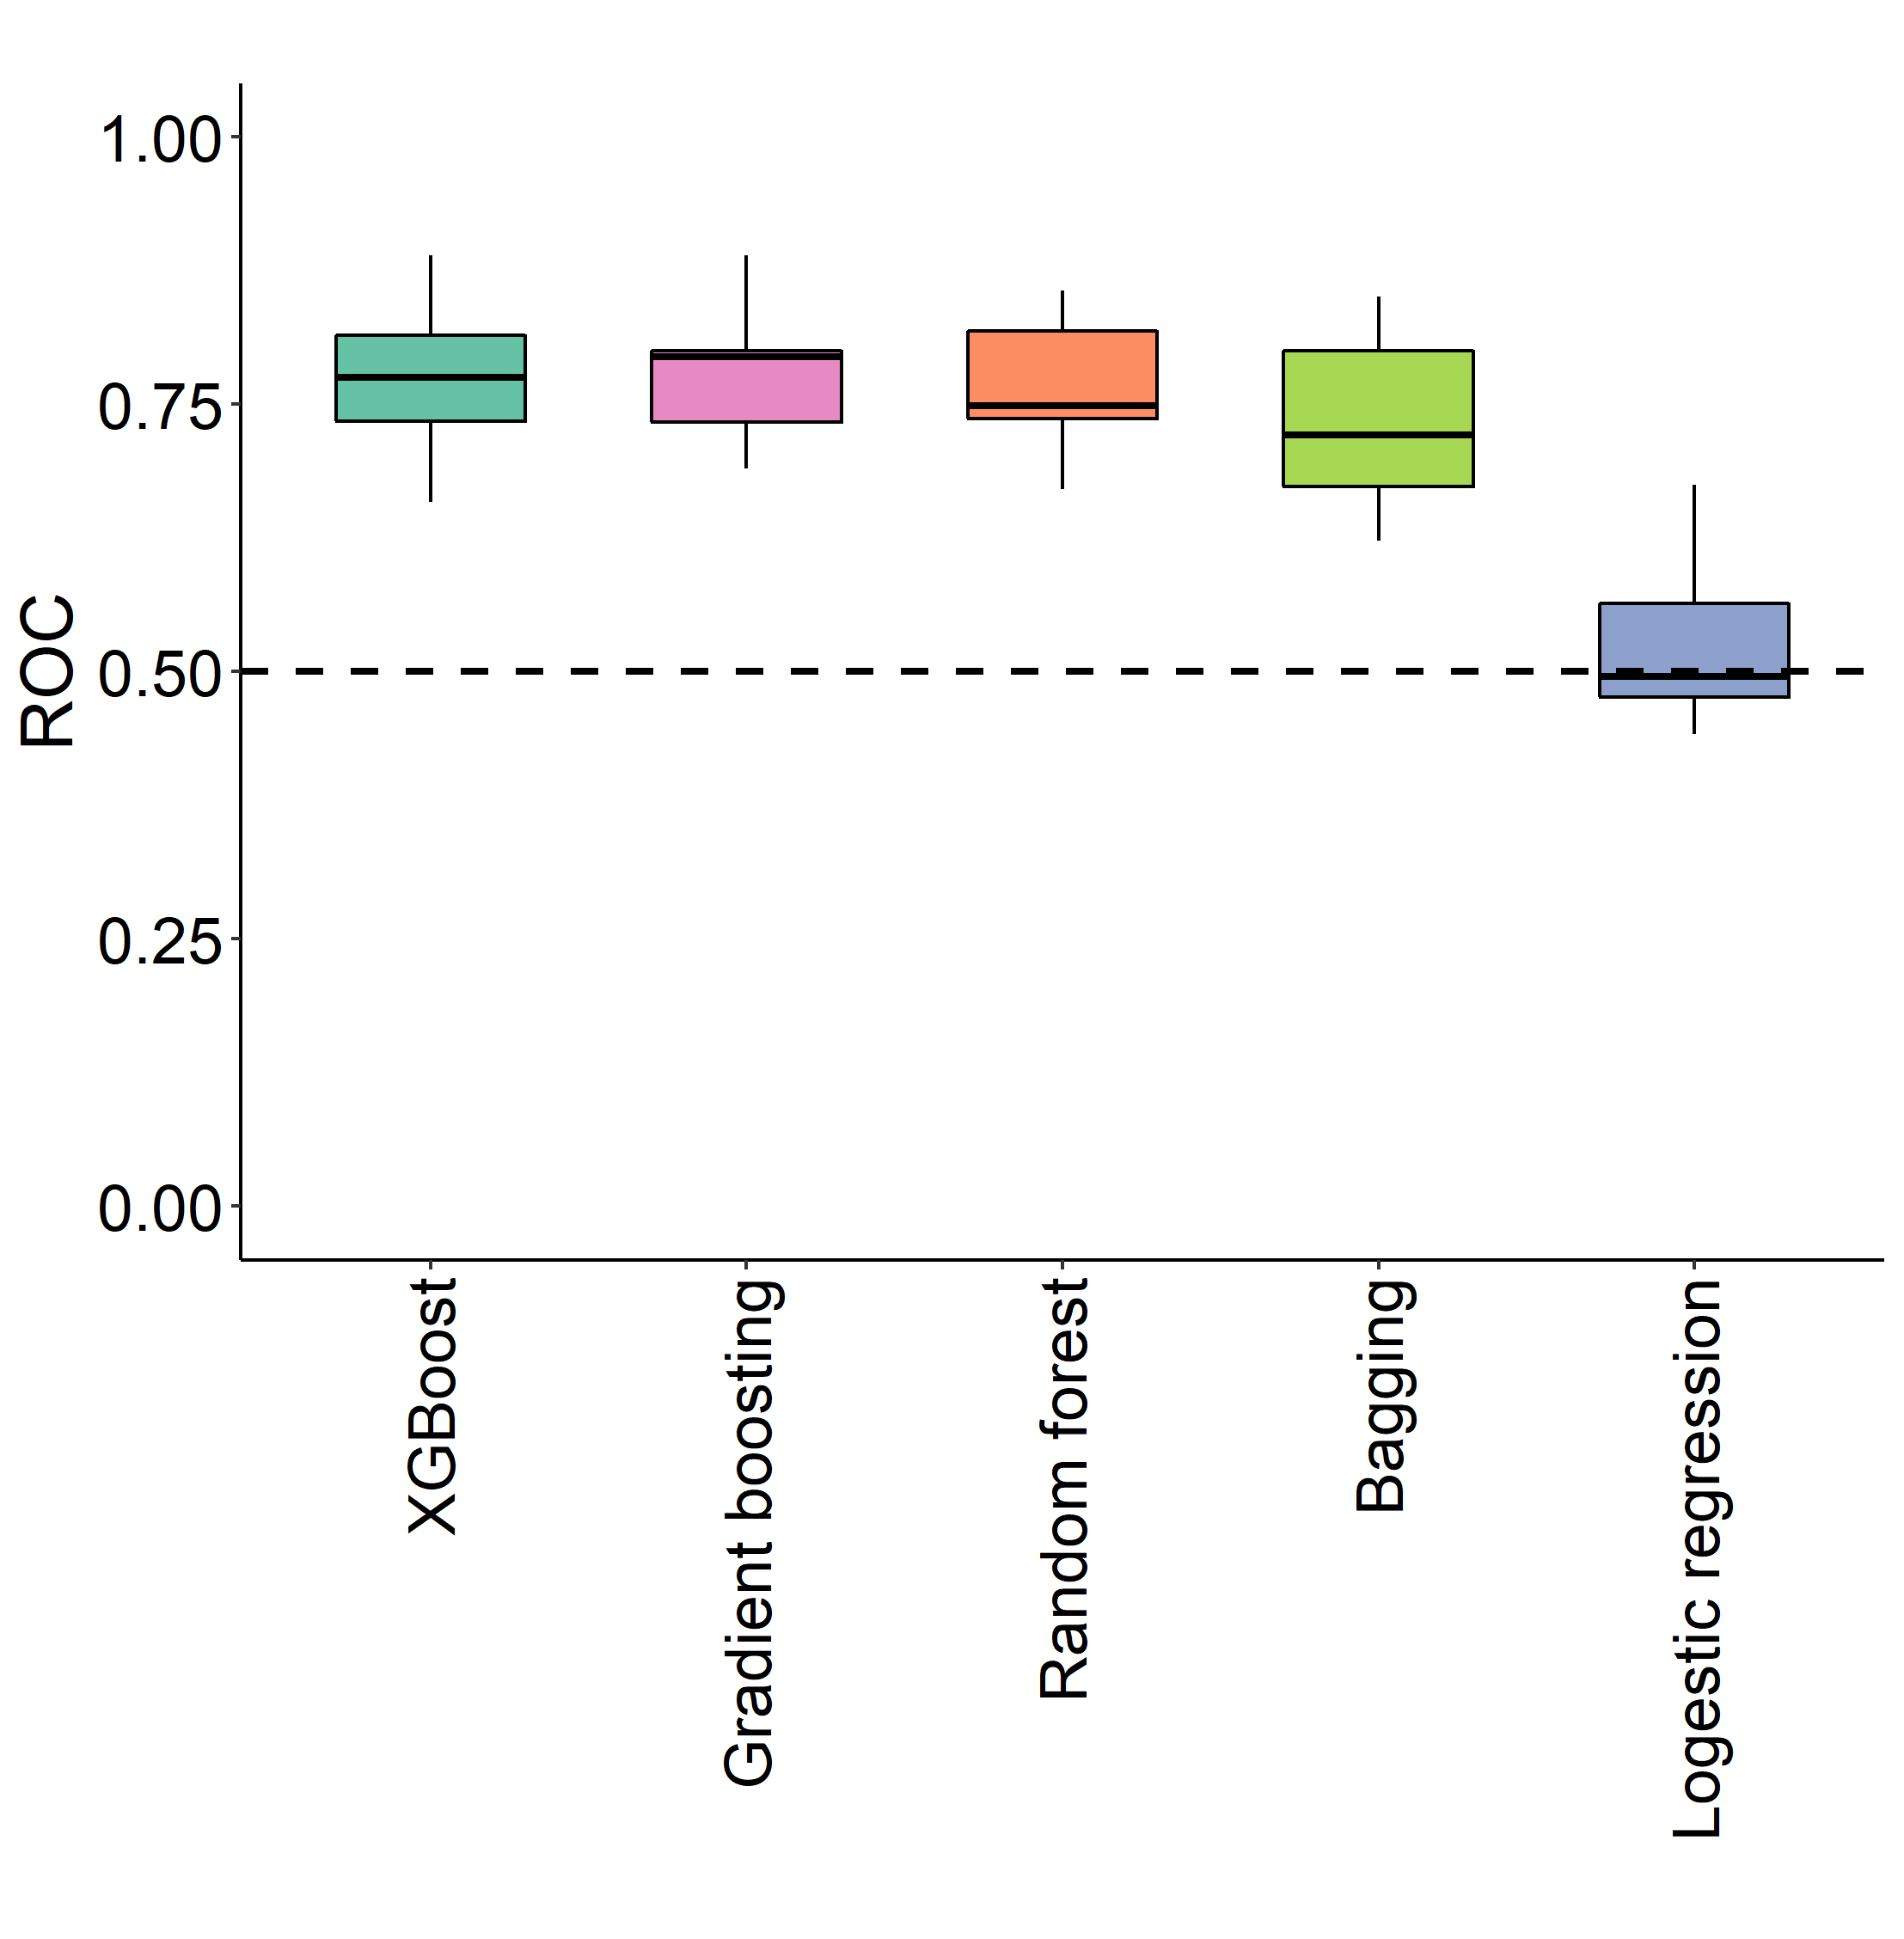 ROC
1.00
0.75
0.50
0.25
0.00
XGBoost
Gradient boosting
Random forest
Bagging
Logestic regression